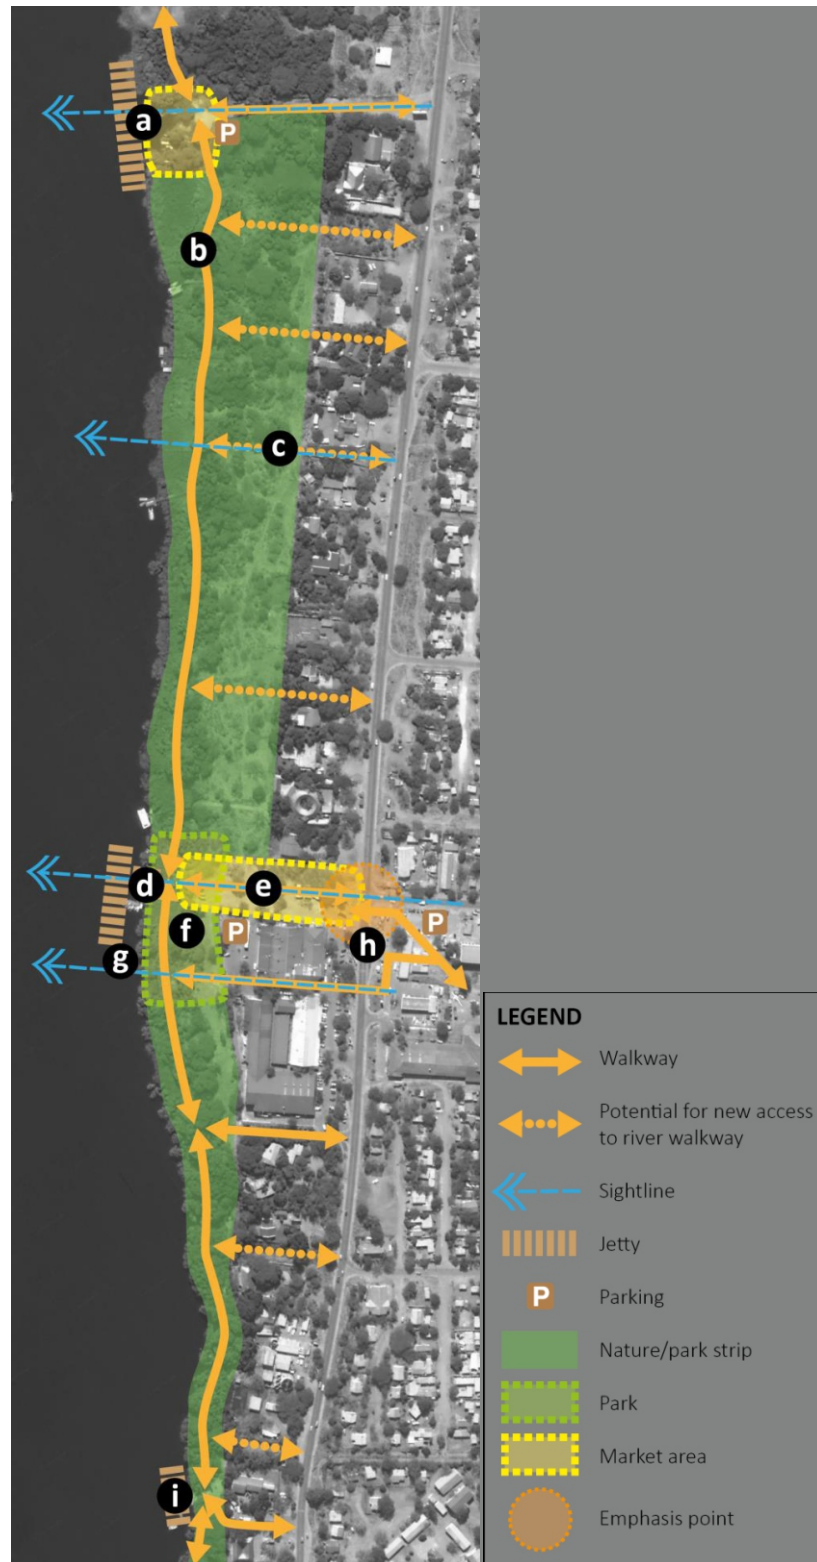 a
P
b
c
d
e
f
P
P
g
h
i
LEGEND
Walkway
Potential for new access
to river walkway
Sightline
Jetty
P
Parking
Nature/park strip
Park
Market area
Emphasis point